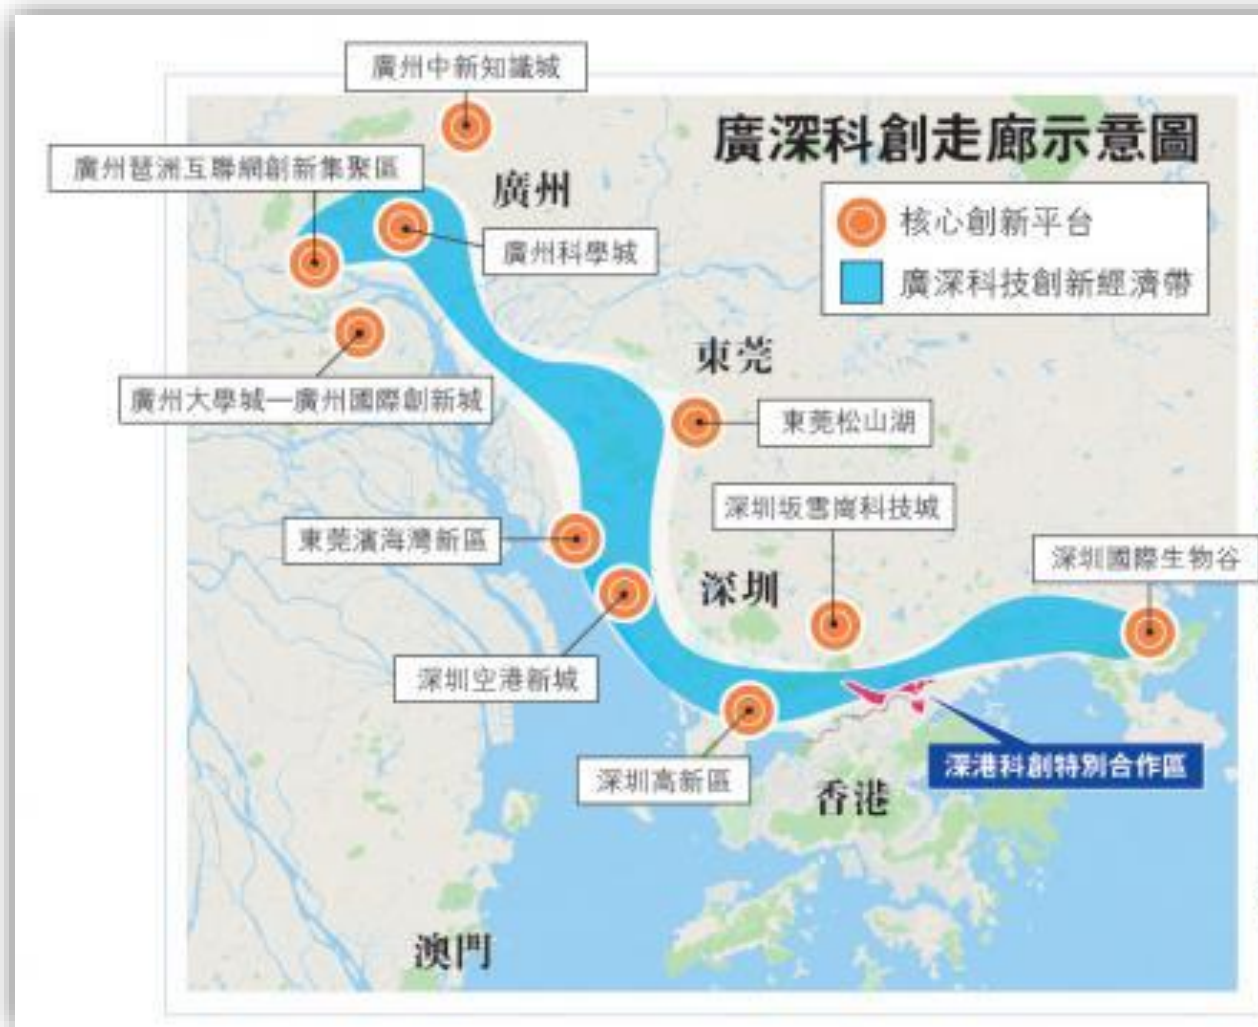 廣州中新知識城
廣深科創走廊示意圖
廣州琶洲互聯網創新集聚區
廣州
核心創新平台
廣州科學城
廣深科技創新經濟帶
東莞
廣州大學城—廣州國際創新城
東莞松山湖
深圳坂雪崗科技城
東莞濱海灣新區
深圳國際生物谷
深圳
深圳空港新城
深圳高新區
深港科創特別合作區
香港
澳門